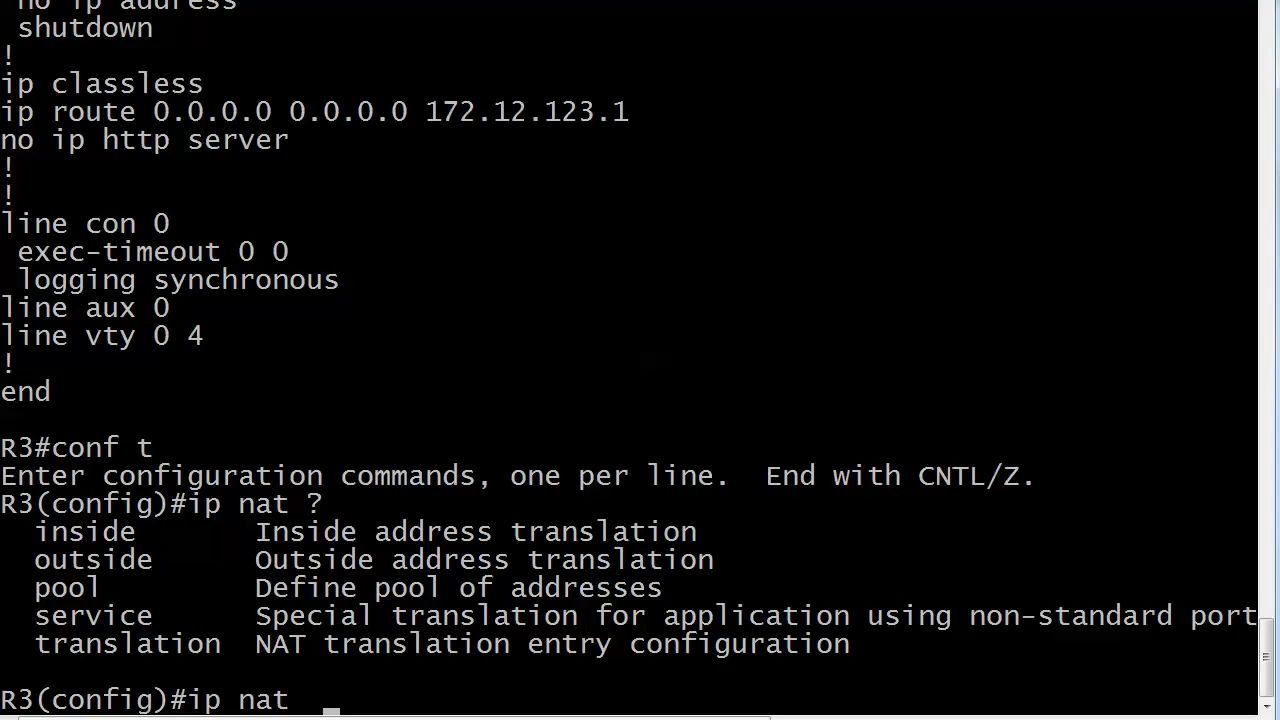 no ip address
shutdown
!
ip classless
ip route 0.0.0.0 0.0.0.0 172.12.123.1
no ip http server
!
!
line con 0
exec-timeout 0 0
logging synchronous
line aux 0
line vty 0 4
!
end
R3#conf t
Enter configuration commands, one per line.  End with CNTL/Z.
R3(config)#ip nat ?
inside       Inside address translation
outside      Outside address translation
pool         Define pool of addresses
service      Special translation for application using non-standard port
translation  NAT translation entry configuration
R3(config)#ip nat